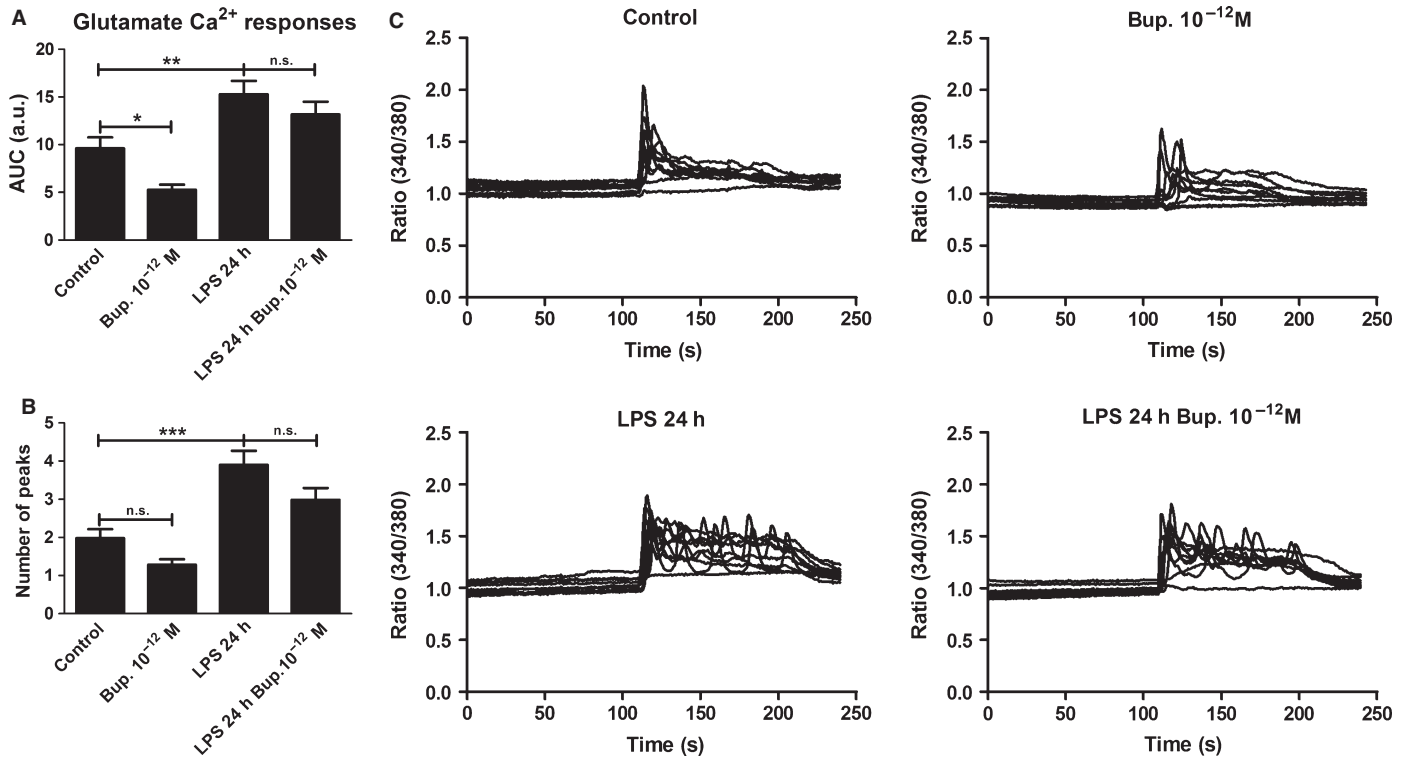 A
Glutamate Ca²⁺ responses
AUC (a.u.)
20
15
10
5
0
**
n.s.
*
Control
Bup. 10⁻¹² M
LPS 24 h
LPS 24 h Bup.10⁻¹² M
B
Number of peaks
5
4
3
2
1
0
***
n.s.
n.s.
Control
Bup. 10⁻¹² M
LPS 24 h
LPS 24 h Bup.10⁻¹² M
C
Control
Ratio (340/380)
2.5
2.0
1.5
1.0
0.5
0.0
0 50 100 150 200 250
Time (s)
Bup. 10⁻¹²M
Ratio (340/380)
2.5
2.0
1.5
1.0
0.5
0.0
0 50 100 150 200 250
Time (s)
LPS 24 h
Ratio (340/380)
2.5
2.0
1.5
1.0
0.5
0.0
0 50 100 150 200 250
Time (s)
LPS 24 h Bup. 10⁻¹²M
Ratio (340/380)
2.5
2.0
1.5
1.0
0.5
0.0
0 50 100 150 200 250
Time (s)